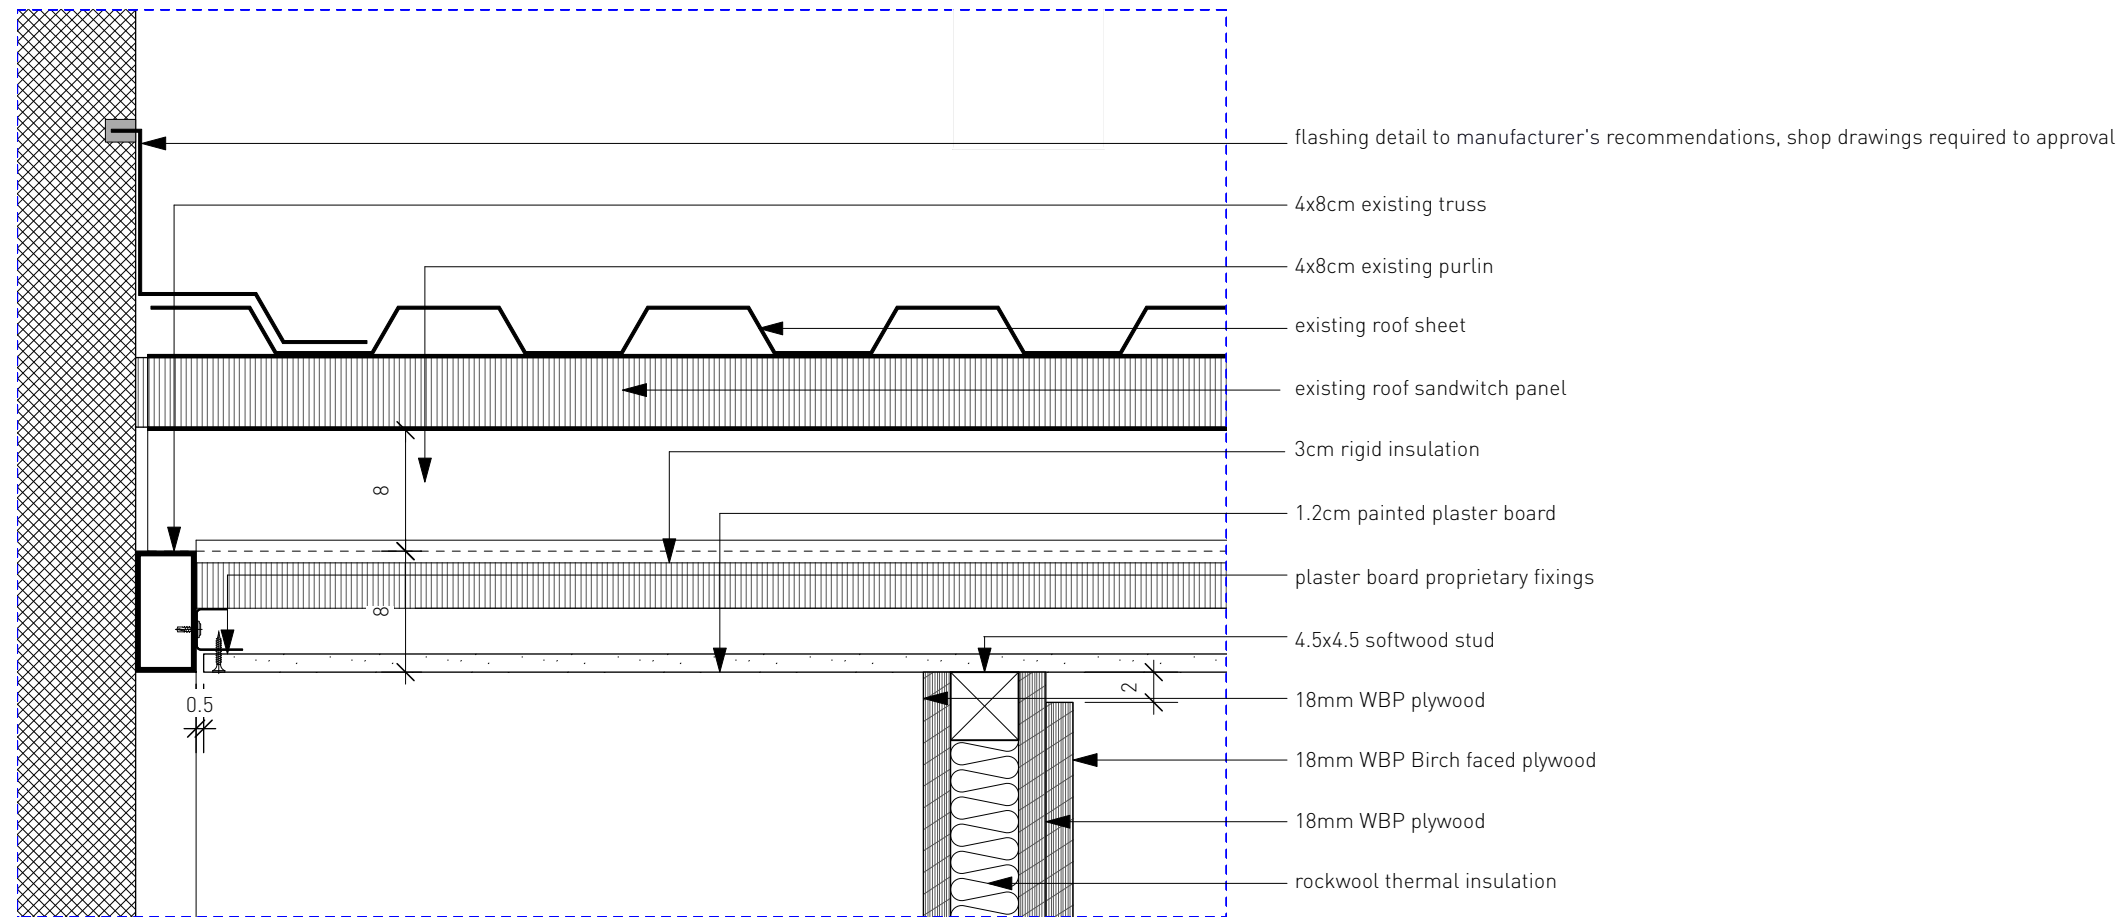 flashing detail to manufacturer's recommendations, shop drawings required to approval
4x8cm existing truss
4x8cm existing purlin
existing roof sheet
existing roof sandwitch panel
3cm rigid insulation
8
1.2cm painted plaster board
plaster board proprietary fixings
8
4.5x4.5 softwood stud
2
18mm WBP plywood
0.5
18mm WBP Birch faced plywood
18mm WBP plywood
rockwool thermal insulation